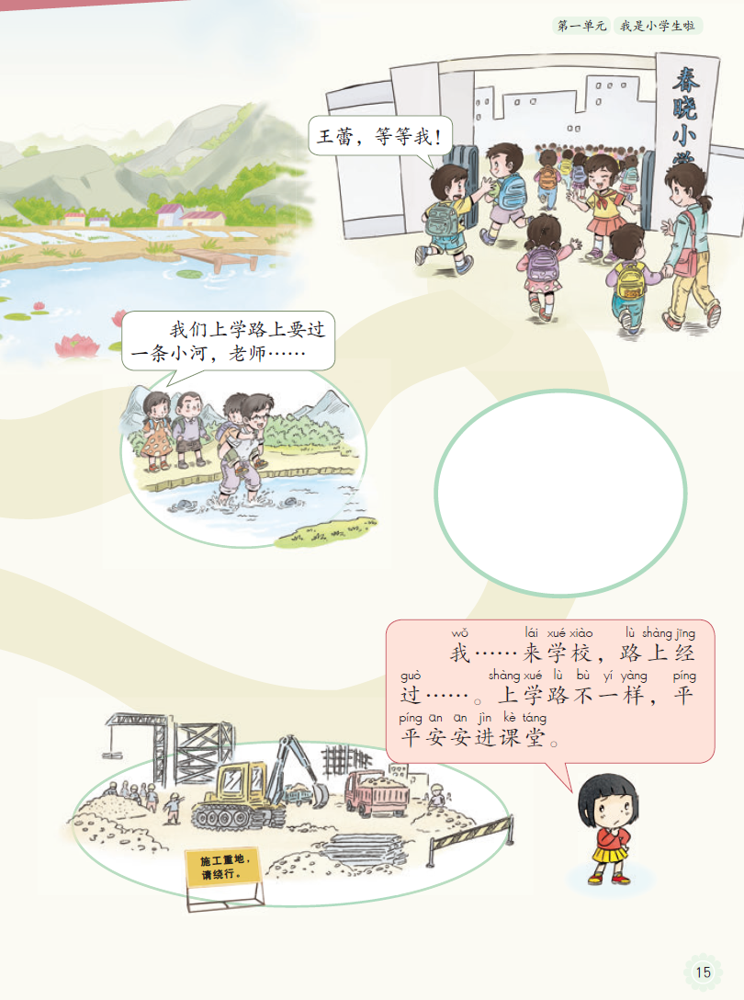 第一单元 我是小学生啦
春晓小学
王蕾，等等我！
我们上学路上要过
一条小河，老师……
wǒ lái xué xiào lù shàng jīng
我……来学校，路上经
guò shàng xué lù bù yí yàng píng
过……。上学路不一样，平
píng ān ān jìn kè táng
平安安进课堂。
施工重地，
请绕行。
15